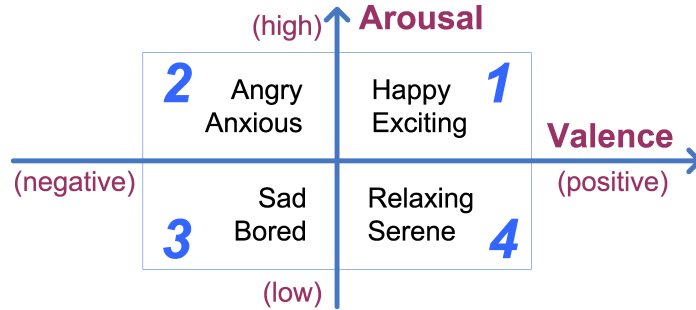 (high) Arousal
2 Angry Anxious
Happy Exciting 1
Valence
(negative) (positive)
Sad
Bored
3
Relaxing
Serene
4
(low)